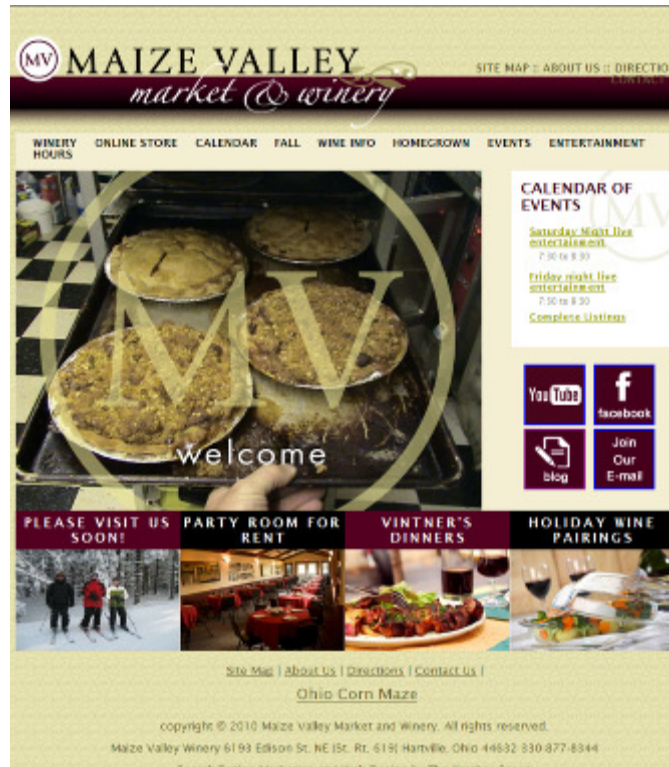 MV
MAIZE VALLEY
market & winery
SITE MAP :: ABOUT US :: DIRECTIO
CONTAC
WINERY HOURS ONLINE STORE CALENDAR FALL WINE INFO HOMEGROWN EVENTS ENTERTAINMENT
MV
welcome
CALENDAR OF
EVENTS
MV
Saturday Night live
entertainment
7:30 to 8:30
Friday night live
entertainment
7:30 to 8:30
Complete Listings
You Tube
f
facebook
blog
Join
Our
E-mail
PLEASE VISIT US
SOON!
PARTY ROOM FOR
RENT
VINTNER'S
DINNERS
HOLIDAY WINE
PAIRINGS
Site Map | About Us | Directions | Contact Us |
Ohio Corn Maze
copyright © 2010 Maize Valley Market and Winery. All rights reserved.
Maize Valley Winery 6193 Edison St. NE (St. Rt. 619) Hartville, Ohio 44632 330-877-8344